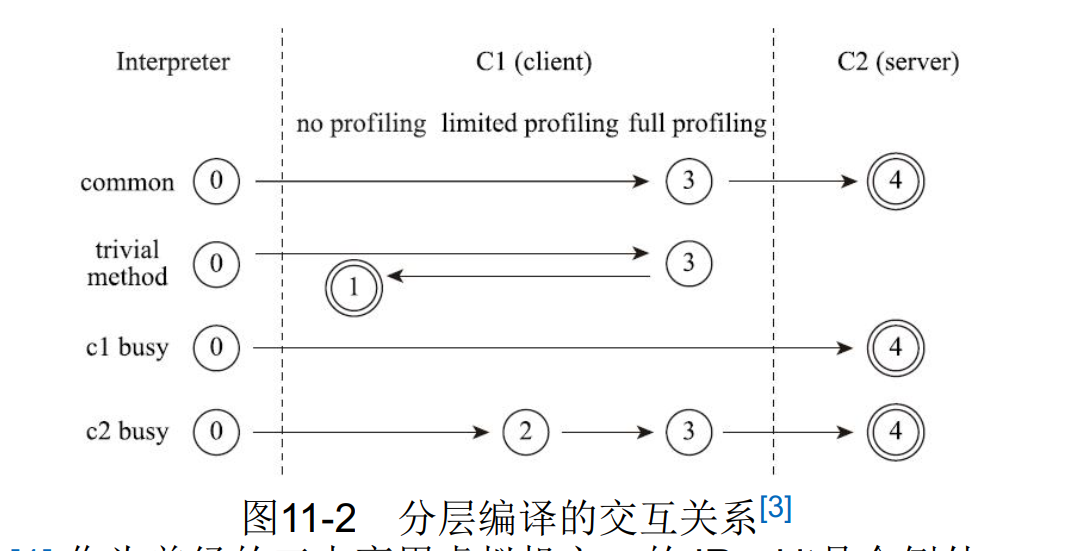 Interpreter C1 (client) C2 (server)
no profiling limited profiling full profiling
common 0 3 4
trivial
method 0 1 3
c1 busy 0 4
c2 busy 0 2 3 4
图11-2 分层编译的交互关系[3]